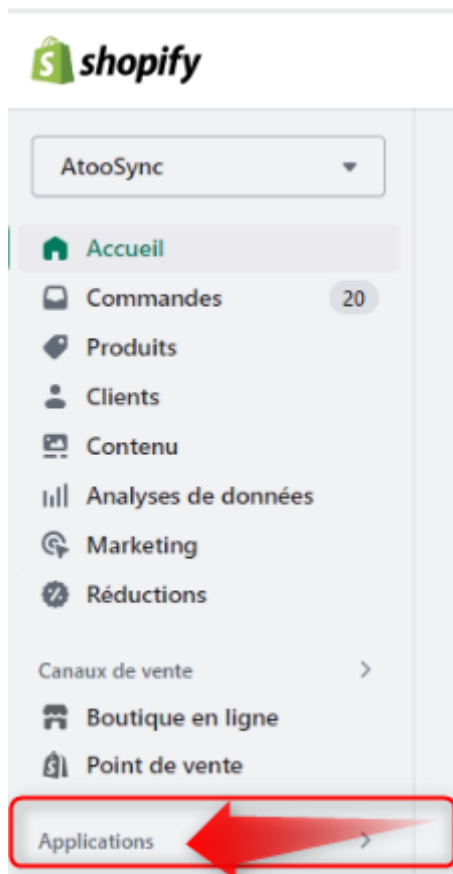 shopify
AtooSync
Accueil
Commandes 20
Produits
Clients
Contenu
Analyses de données
Marketing
Réductions
Canaux de vente
Boutique en ligne
Point de vente
Applications